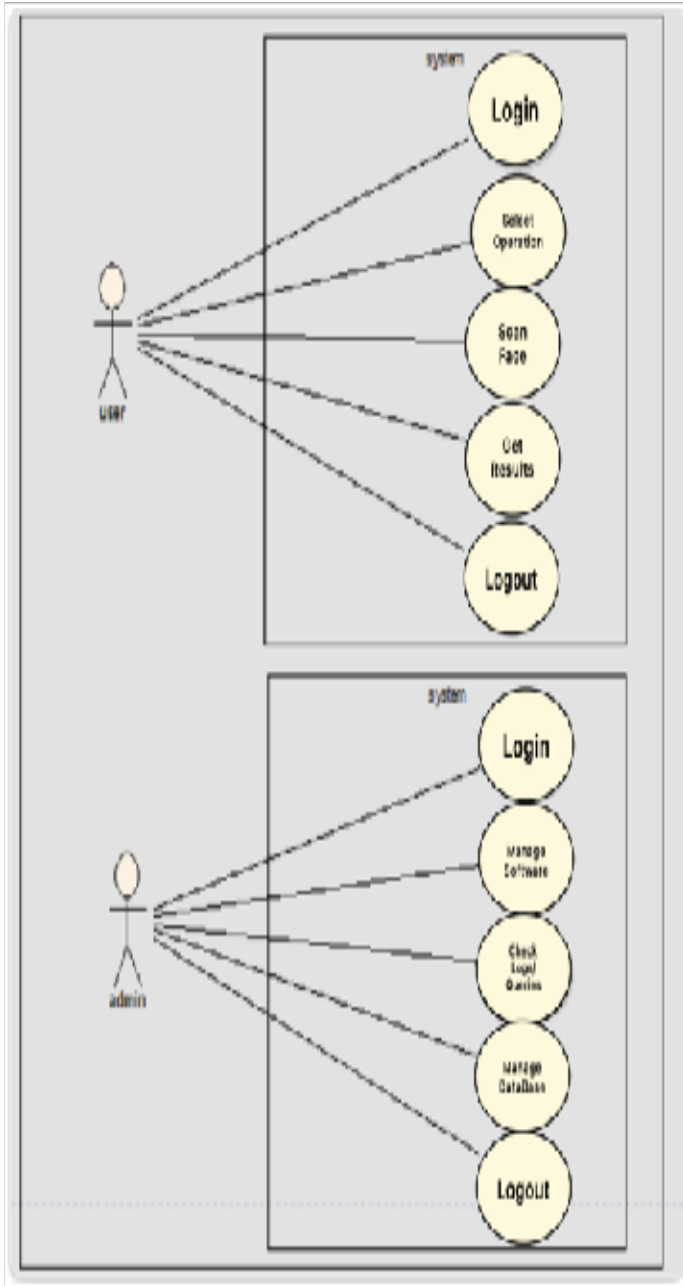 system
Login
Select
Operation
Scan
Face
Get
Results
Logout
user
system
Login
Manage
Software
Check
Logs/
Queries
Manage
DataBase
Logout
admin